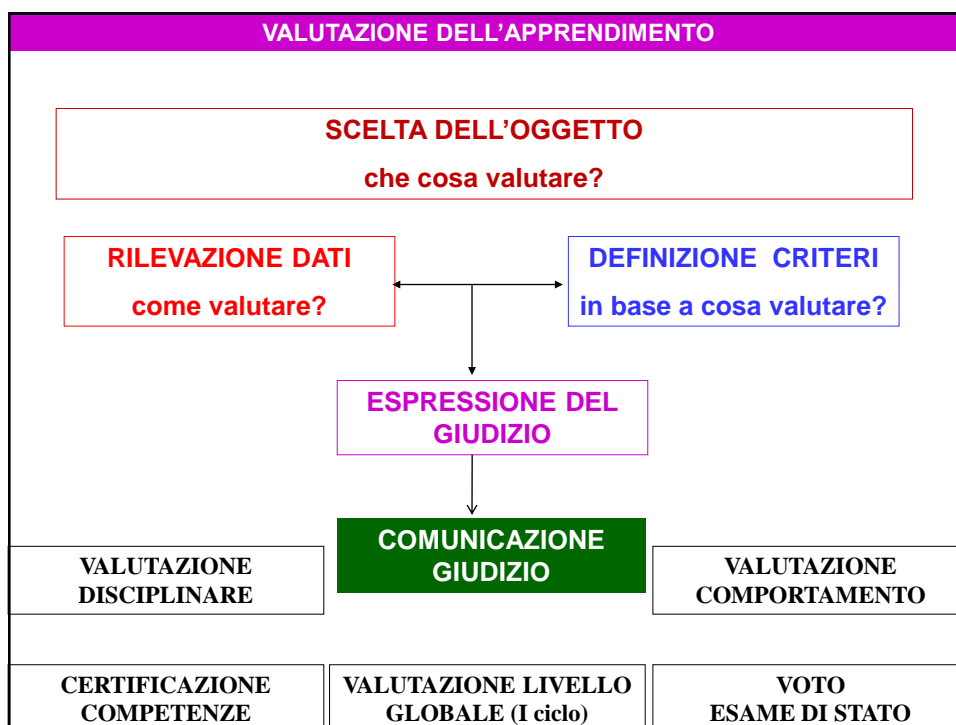 VALUTAZIONE DELL’APPRENDIMENTO
SCELTA DELL’OGGETTO
che cosa valutare?
RILEVAZIONE DATI
come valutare?
DEFINIZIONE CRITERI
in base a cosa valutare?
ESPRESSIONE DEL
GIUDIZIO
COMUNICAZIONE
GIUDIZIO
VALUTAZIONE
DISCIPLINARE
VALUTAZIONE
COMPORTAMENTO
CERTIFICAZIONE
COMPETENZE
VALUTAZIONE LIVELLO
GLOBALE (I ciclo)
VOTO
ESAME DI STATO